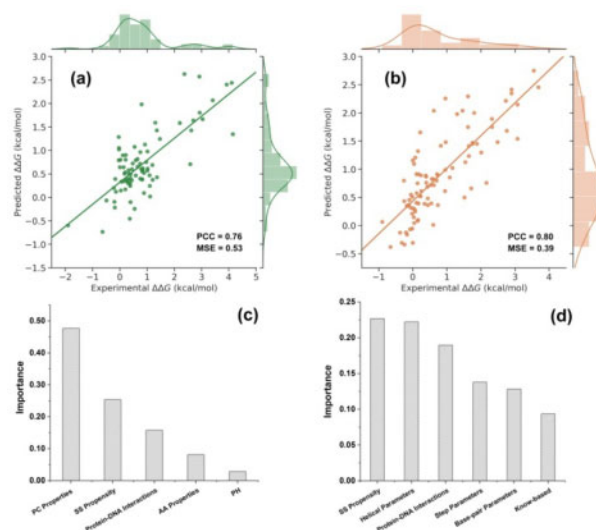 (a)
3.0
2.5
2.0
1.5
1.0
0.5
0.0
0.5
-1.0
-1.5
Predicted ΔΔG (kcal/mol)
PCC = 0.76
MSE = 0.53
-2 -1 0 1 2 3 4 5
Experimental ΔΔG (kcal/mol)
(b)
3.0
2.5
2.0
1.5
1.0
0.5
0.0
-0.5
Predicted ΔΔG (kcal/mol)
PCC = 0.80
MSE = 0.39
-1 0 1 2 3 4
Experimental ΔΔG (kcal/mol)
(c)
0.50
0.40
0.30
0.20
0.10
0.00
Importance
PC Properties
SS Propensity
Protein-DNA Interactions
AA Properties
PH
(d)
0.25
0.20
0.15
0.10
0.05
0.00
Importance
SS Propensity
Helical Parameters
Protein-DNA Interactions
Step Parameters
Base-pair Parameters
Know-based